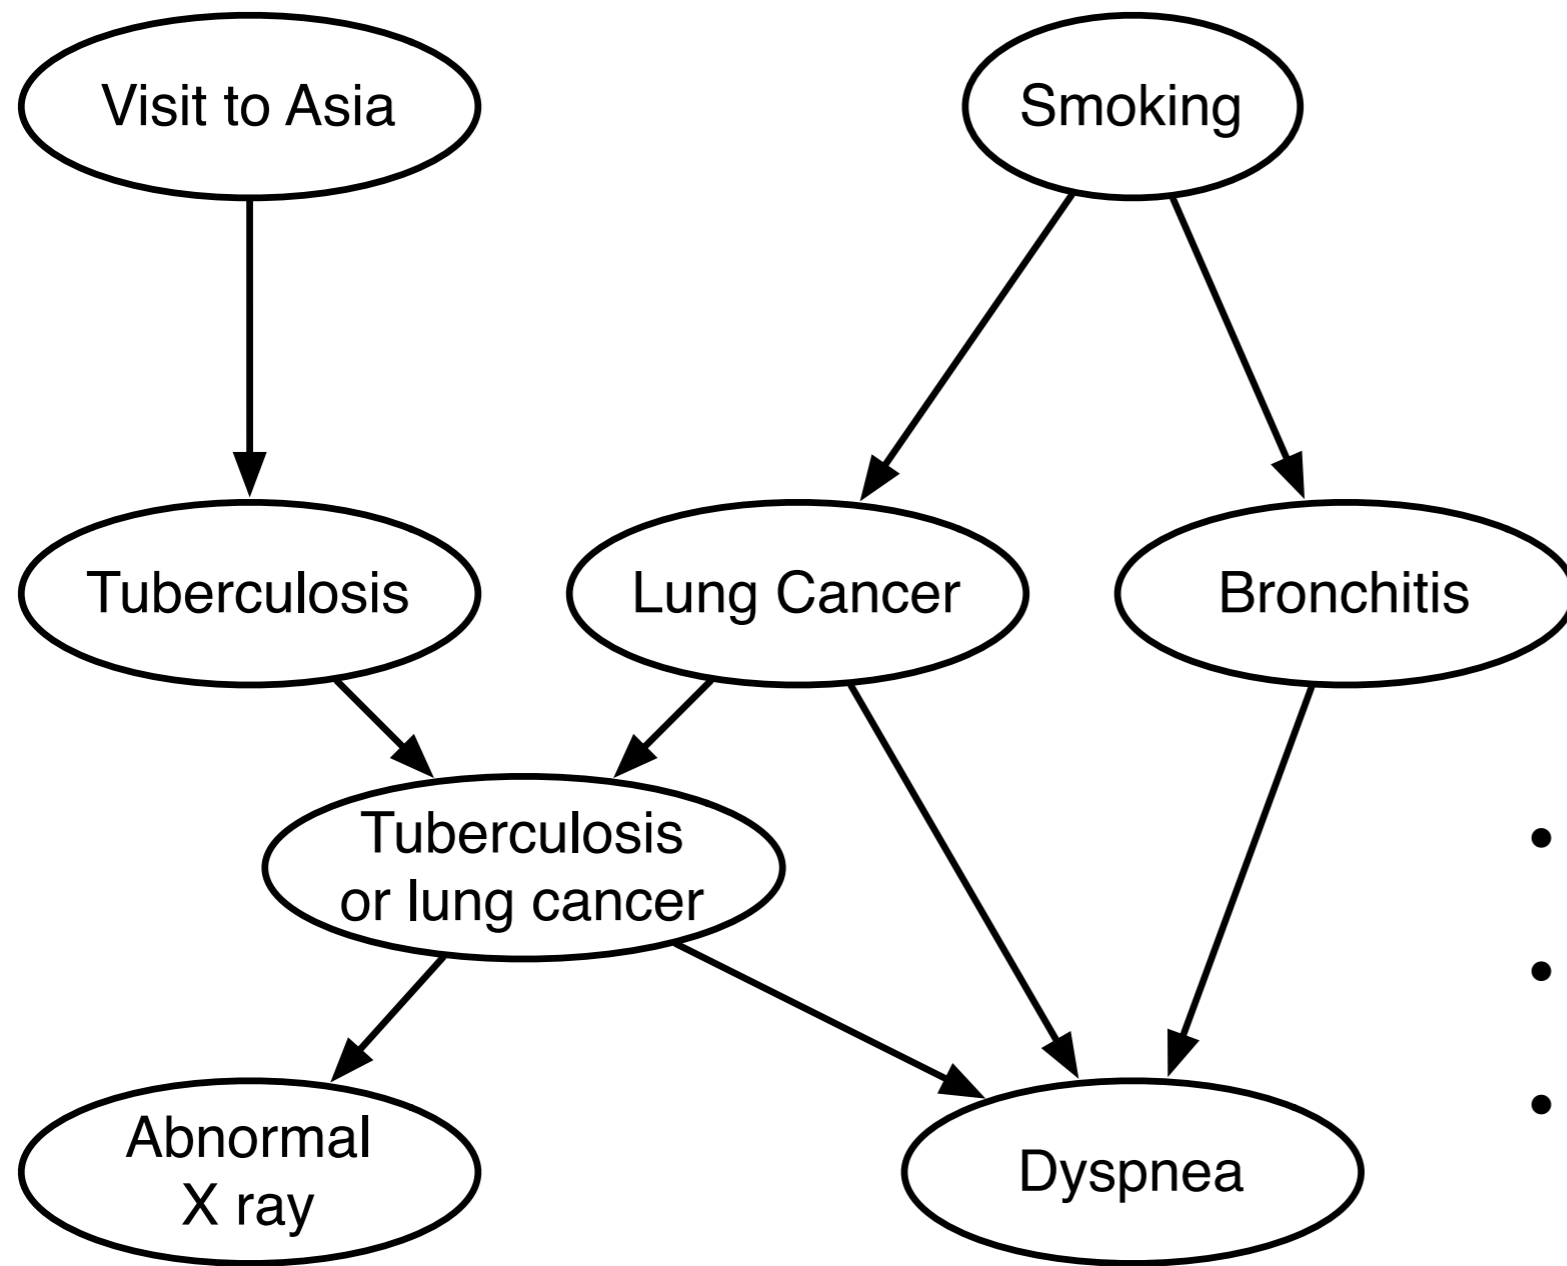 Visit to Asia
Smoking
Tuberculosis
Lung Cancer
Bronchitis
Tuberculosis
or lung cancer
Abnormal
X ray
Dyspnea
•
•
•